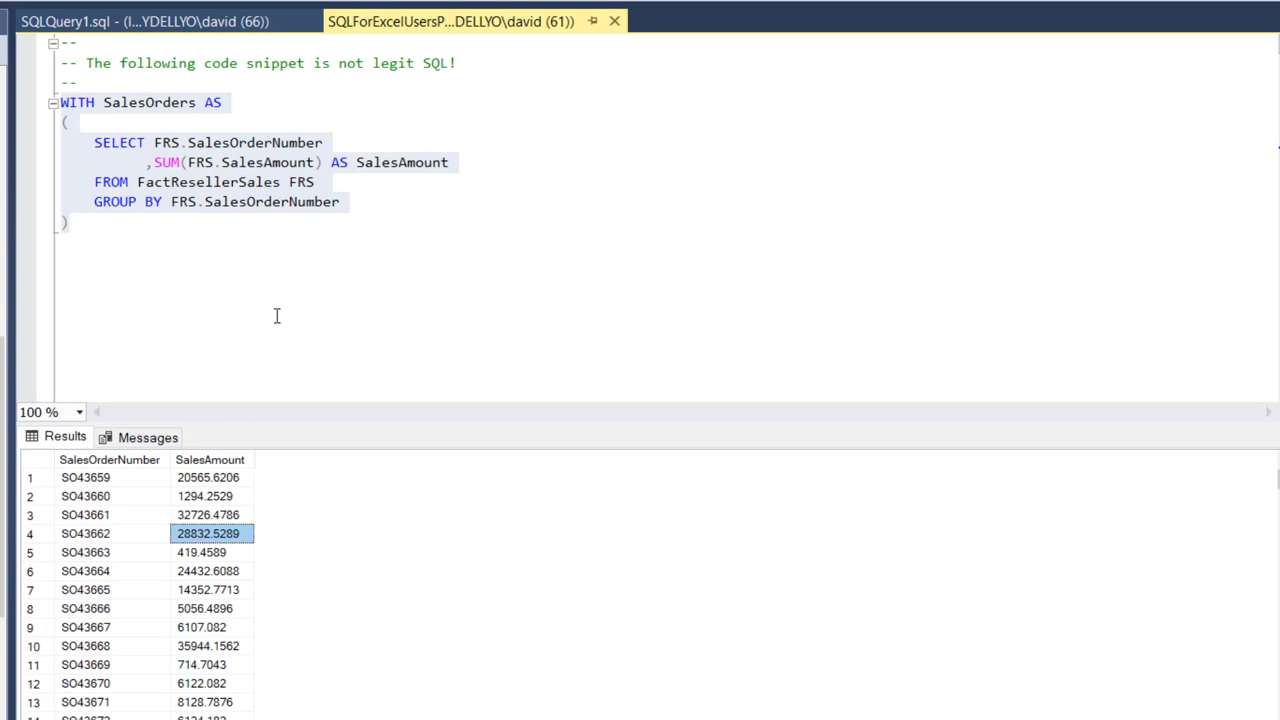 SQLQuery1.sql - (l...YDELLYO\david (66)) SQLForExcelUsersP...DELLYO\david (61))
--
-- The following code snippet is not legit SQL!
--
WITH SalesOrders AS
(
SELECT FRS.SalesOrderNumber
,SUM(FRS.SalesAmount) AS SalesAmount
FROM FactResellerSales FRS
GROUP BY FRS.SalesOrderNumber
)
100 %
Results Messages
SalesOrderNumber SalesAmount
1 SO43659 20565.6206
2 SO43660 1294.2529
3 SO43661 32726.4786
4 SO43662 28832.5289
5 SO43663 419.4589
6 SO43664 24432.6088
7 SO43665 14352.7713
8 SO43666 5056.4896
9 SO43667 6107.082
10 SO43668 35944.1562
11 SO43669 714.7043
12 SO43670 6122.082
13 SO43671 8128.7876